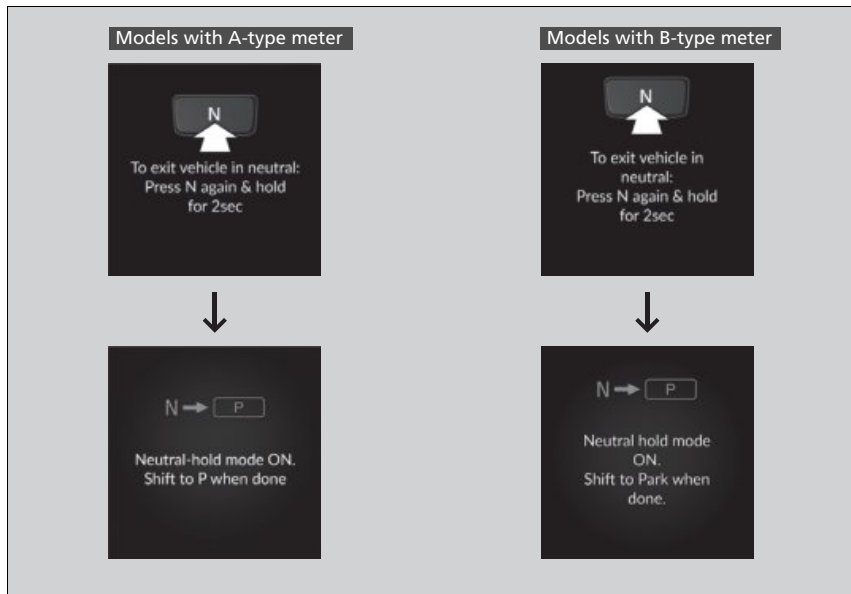 Models with A-type meter
N
To exit vehicle in neutral:
Press N again & hold
for 2sec
N P
Neutral-hold mode ON.
Shift to P when done
Models with B-type meter
N
To exit vehicle in
neutral:
Press N again & hold
for 2sec
N P
Neutral hold mode
ON.
Shift to Park when
done.